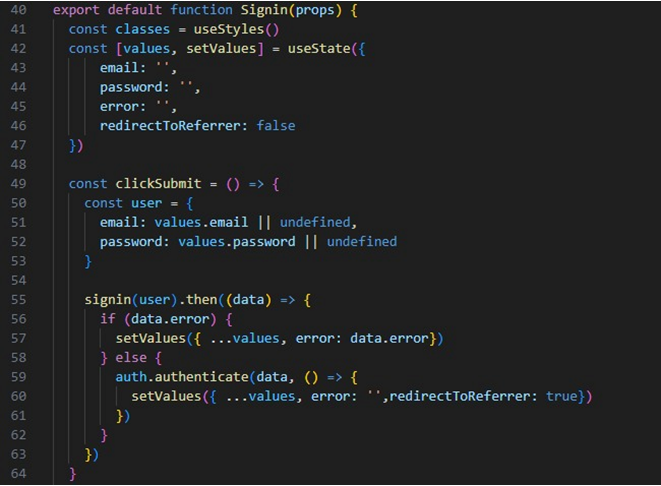 40 export default function Signin(props) {
41   const classes = useStyles()
42   const [values, setValues] = useState({
43       email: '',
44       password: '',
45       error: '',
46       redirectToReferrer: false
47   })
48
49   const clickSubmit = () => {
50     const user = {
51       email: values.email || undefined,
52       password: values.password || undefined
53     }
54
55     signin(user).then((data) => {
56       if (data.error) {
57         setValues({ ...values, error: data.error})
58       } else {
59         auth.authenticate(data, () => {
60           setValues({ ...values, error: '',redirectToReferrer: true})
61         })
62       }
63     })
64   }